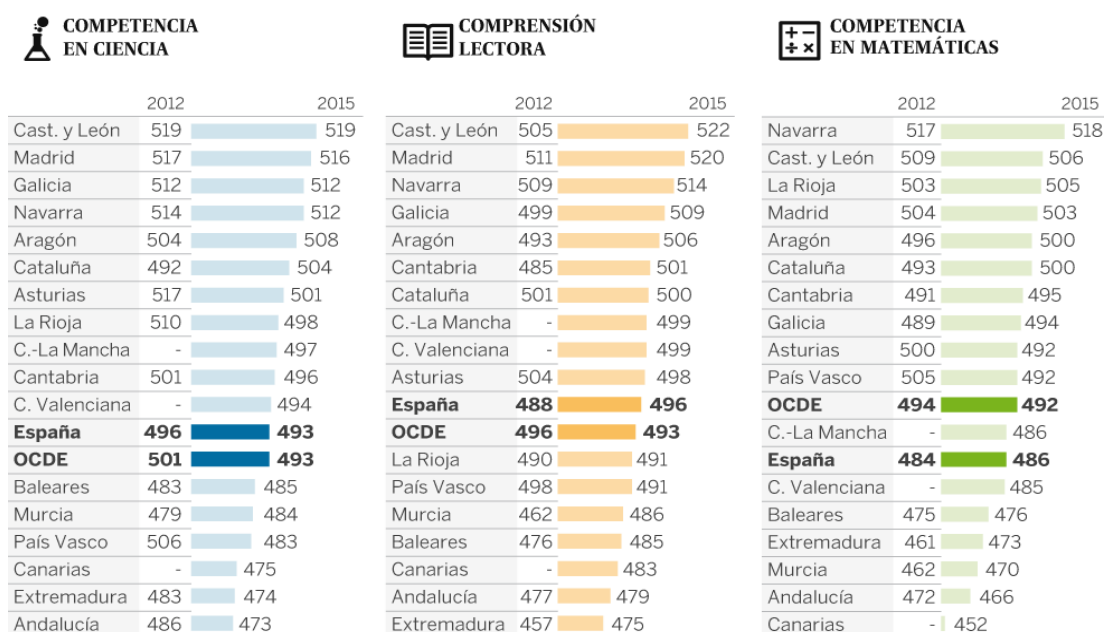 COMPETENCIA
EN CIENCIA
2012 2015
Cast. y León 519 519
Madrid 517 516
Galicia 512 512
Navarra 514 512
Aragón 504 508
Cataluña 492 504
Asturias 517 501
La Rioja 510 498
C.-La Mancha - 497
Cantabria 501 496
C. Valenciana - 494
España 496 493
OCDE 501 493
Baleares 483 485
Murcia 479 484
País Vasco 506 483
Canarias - 475
Extremadura 483 474
Andalucía 486 473
COMPRENSIÓN
LECTORA
2012 2015
Cast. y León 505 522
Madrid 511 520
Navarra 509 514
Galicia 499 509
Aragón 493 506
Cantabria 485 501
Cataluña 501 500
C.-La Mancha - 499
C. Valenciana - 499
Asturias 504 498
España 488 496
OCDE 496 493
La Rioja 490 491
País Vasco 498 491
Murcia 462 486
Baleares 476 485
Canarias - 483
Andalucía 477 479
Extremadura 457 475
COMPETENCIA
EN MATEMÁTICAS
2012 2015
Navarra 517 518
Cast. y León 509 506
La Rioja 503 505
Madrid 504 503
Aragón 496 500
Cataluña 493 500
Cantabria 491 495
Galicia 489 494
Asturias 500 492
País Vasco 505 492
OCDE 494 492
C.-La Mancha - 486
España 484 486
C. Valenciana - 485
Baleares 475 476
Extremadura 461 473
Murcia 462 470
Andalucía 472 466
Canarias - 452